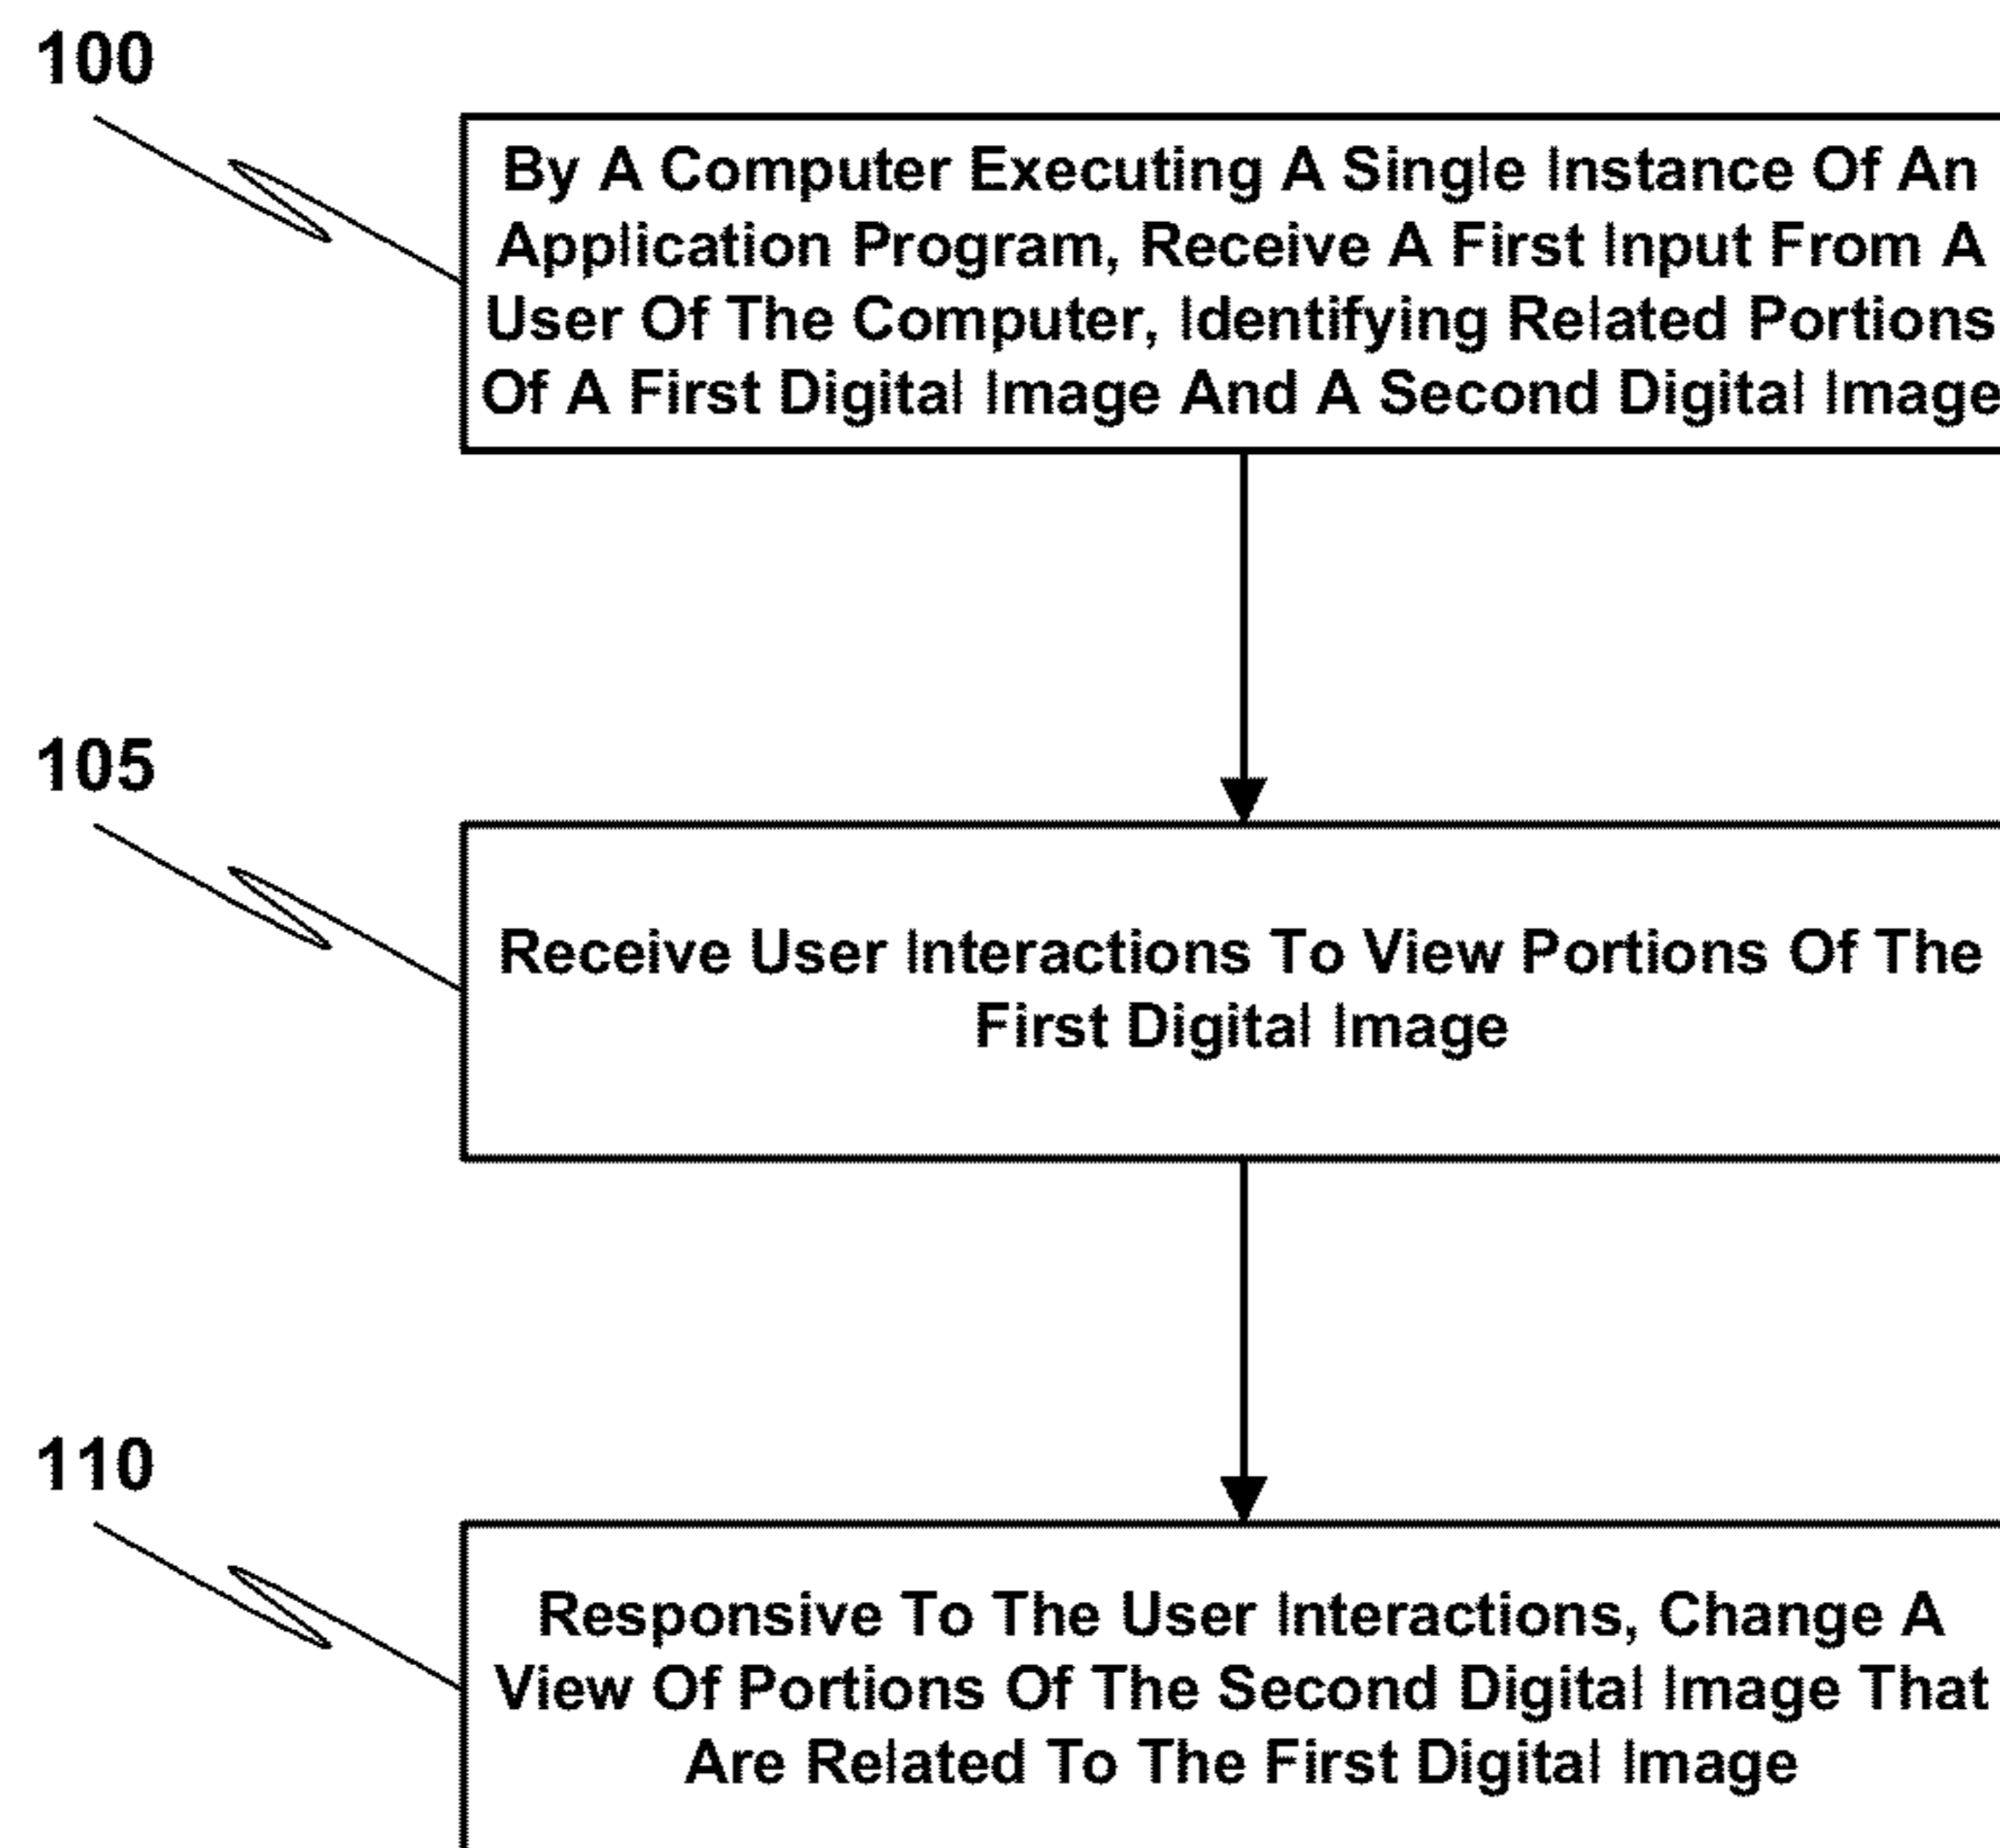 100
By A Computer Executing A Single Instance Of An
Application Program, Receive A First Input From A
User Of The Computer, Identifying Related Portions
Of A First Digital Image And A Second Digital Image
105
Receive User Interactions To View Portions Of The
First Digital Image
110
Responsive To The User Interactions, Change A
View Of Portions Of The Second Digital Image That
Are Related To The First Digital Image